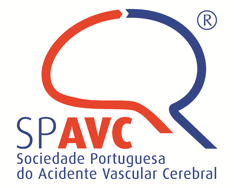 ®
SPAVC
Sociedade Portuguesa
do Acidente Vascular Cerebral